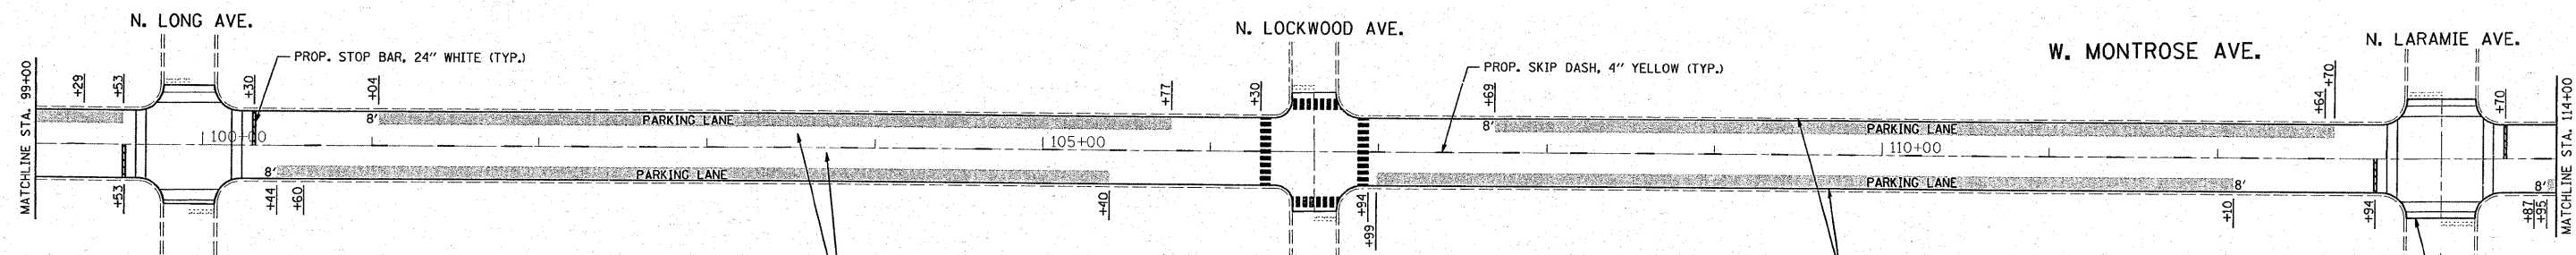 N. LONG AVE.
N. LOCKWOOD AVE.
W. MONTROSE AVE.
N. LARAMIE AVE.
PROP. STOP BAR, 24" WHITE (TYP.)
PROP. SKIP DASH, 4" YELLOW (TYP.)
MATCHLINE STA. 99+00
+29
+53
+30
+04
+77
+30
+69
+64
+70
+70
MATCHLINE STA. 114+00
8' PARKING LANE
8' PARKING LANE
100+00
105+00
110+00
8' PARKING LANE
PARKING LANE 8'
8'
+53
+44
+60
+40
+94
+99
+10
+94
+87
+95